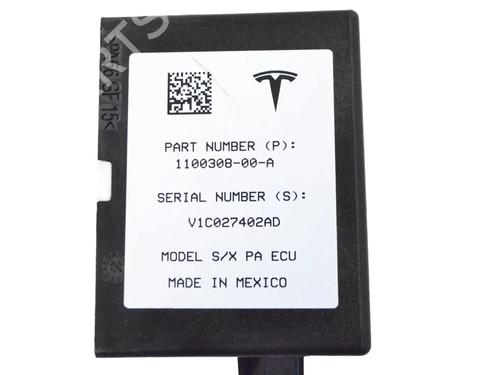 PART NUMBER (P):
1100308-00-A
SERIAL NUMBER (S):
V1C027402AD
MODEL S/X PA ECU
MADE IN MEXICO